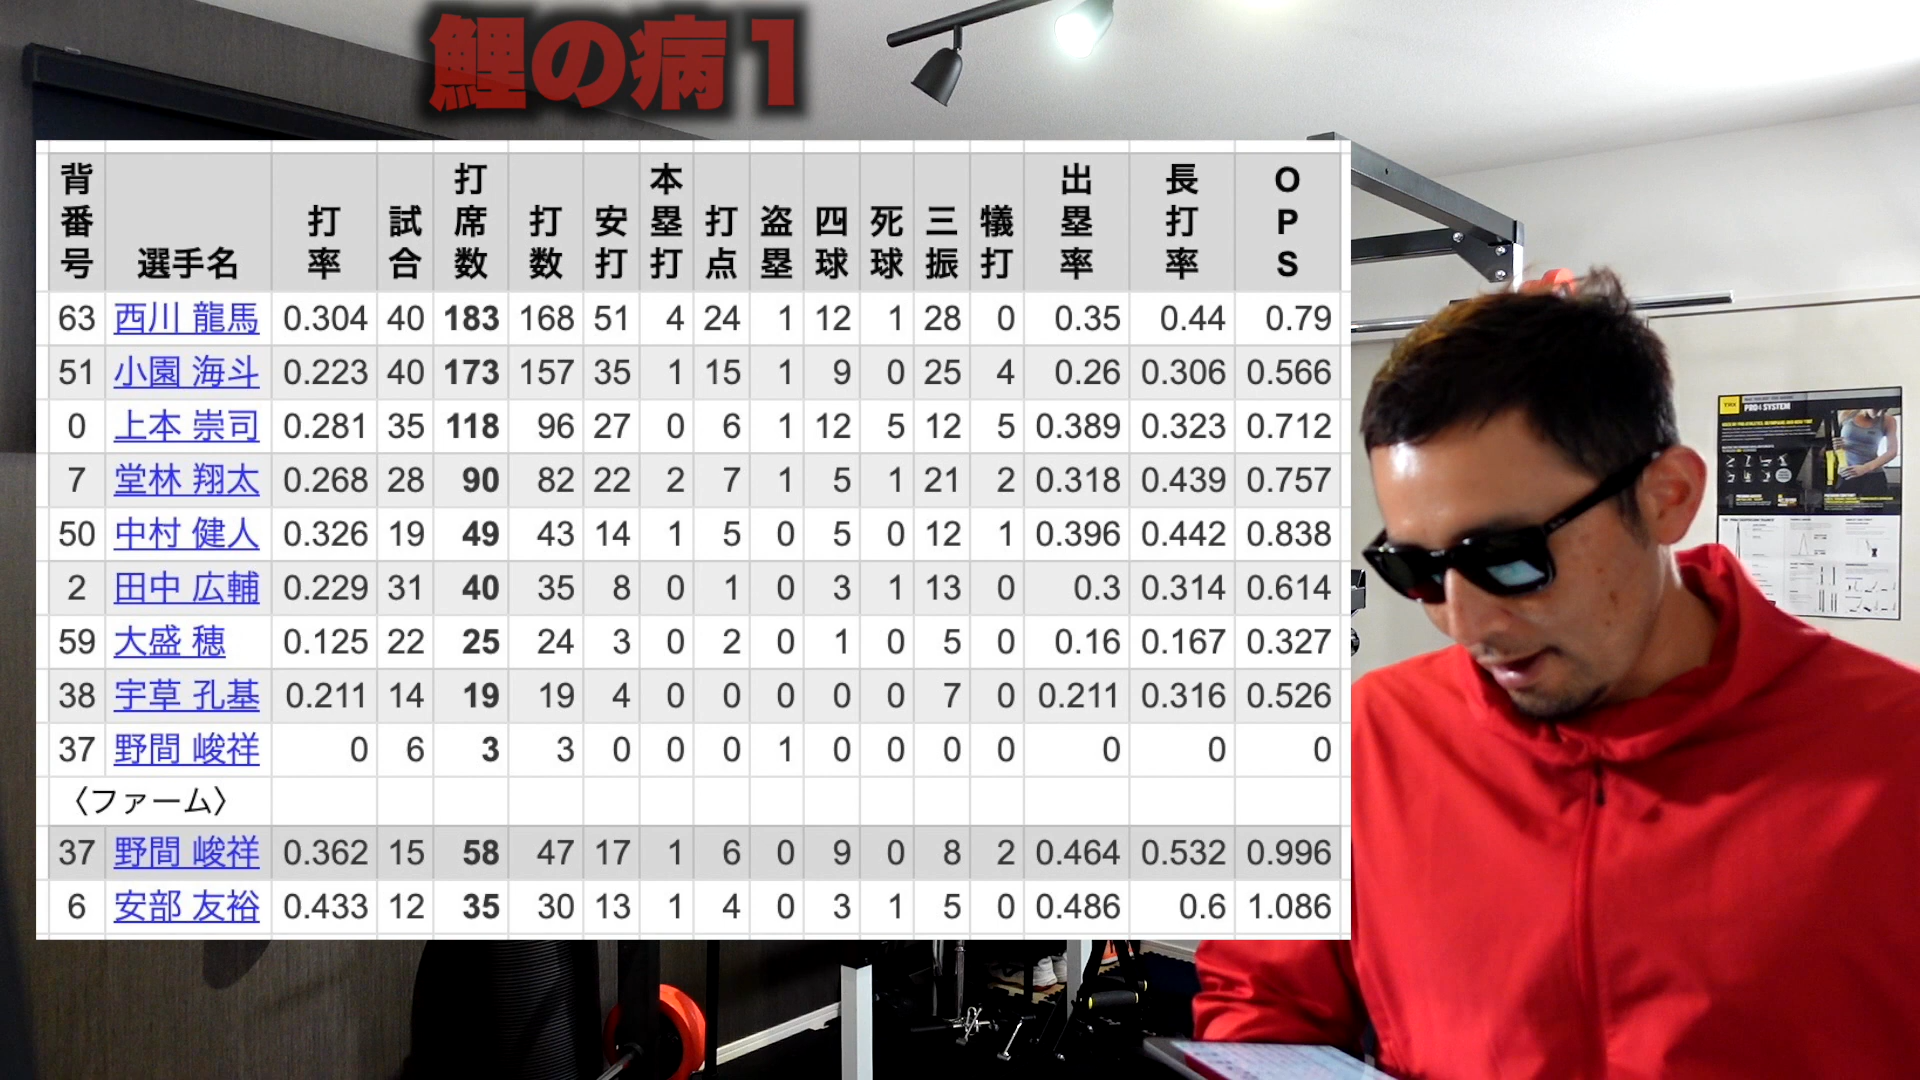 鯉の病1
背番号 選手名 打率 試合 打席数 打数 安打 本塁打 打点 盗塁 四球 死球 三振 犠打 出塁率 長打率 OPS
63 西川 龍馬 0.304 40 183 168 51 4 24 1 12 1 28 0 0.35 0.44 0.79
51 小園 海斗 0.223 40 173 157 35 1 15 1 9 0 25 4 0.26 0.306 0.566
0 上本 崇司 0.281 35 118 96 27 0 6 1 12 5 12 5 0.389 0.323 0.712
7 堂林 翔太 0.268 28 90 82 22 2 7 1 5 1 21 2 0.318 0.439 0.757
50 中村 健人 0.326 19 49 43 14 1 5 0 5 0 12 1 0.396 0.442 0.838
2 田中 広輔 0.229 31 40 35 8 0 1 0 3 1 13 0 0.3 0.314 0.614
59 大盛 穂 0.125 22 25 24 3 0 2 0 1 0 5 0 0.16 0.167 0.327
38 宇草 孔基 0.211 14 19 19 4 0 0 0 0 0 7 0 0.211 0.316 0.526
37 野間 峻祥 0 6 3 3 0 0 0 1 0 0 0 0 0 0 0
〈ファーム〉
37 野間 峻祥 0.362 15 58 47 17 1 6 0 9 0 8 2 0.464 0.532 0.996
6 安部 友裕 0.433 12 35 30 13 1 4 0 3 1 5 0 0.486 0.6 1.086
TRX
PRO4 SYSTEM